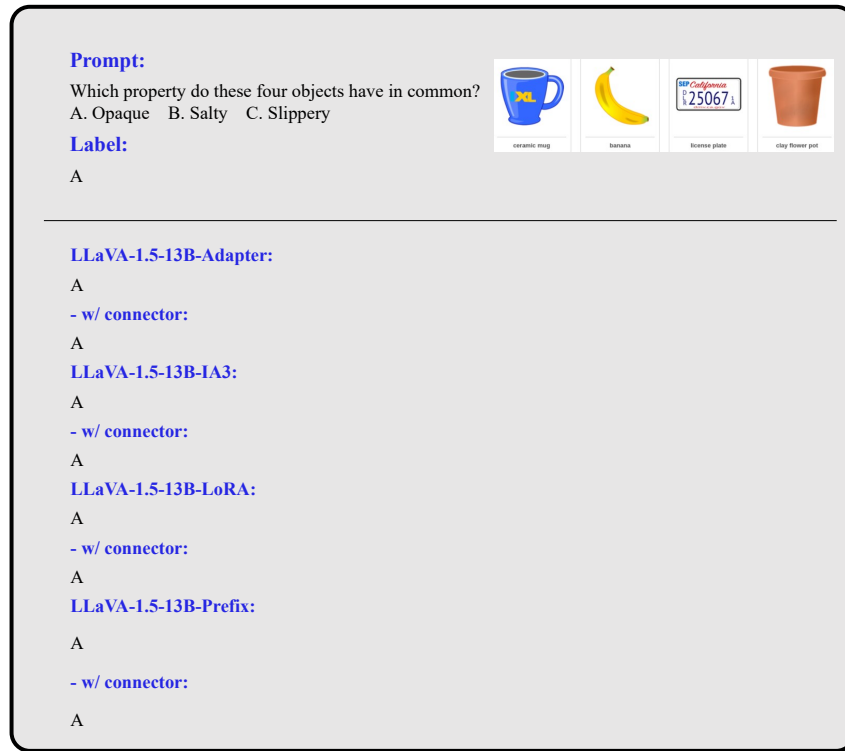 Prompt:
Which property do these four objects have in common?
A. Opaque B. Salty C. Slippery
Label:
A
XL
ceramic mug
banana
SEP California
25067
license plate
clay flower pot
LLaVA-1.5-13B-Adapter:
A
- w/ connector:
A
LLaVA-1.5-13B-IA3:
A
- w/ connector:
A
LLaVA-1.5-13B-LoRA:
A
- w/ connector:
A
LLaVA-1.5-13B-Prefix:
A
- w/ connector:
A